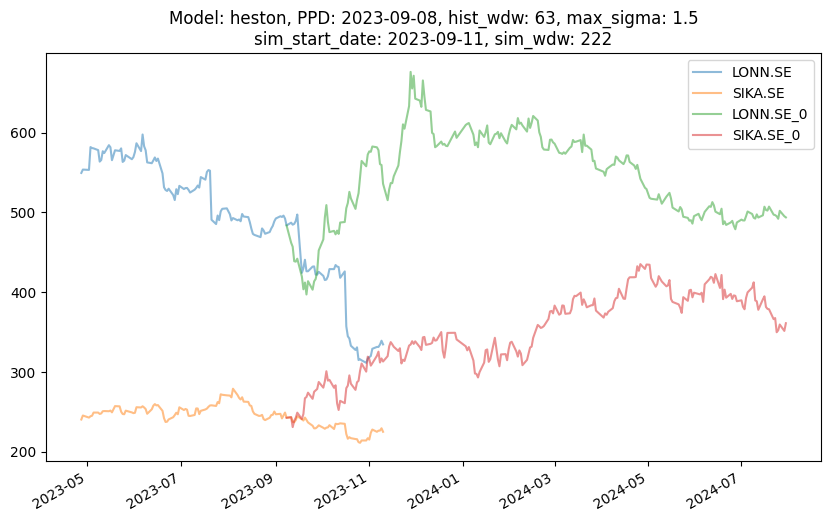 Model: heston, PPD: 2023-09-08, hist_wdw: 63, max_sigma: 1.5
sim_start_date: 2023-09-11, sim_wdw: 222
LONN.SE
SIKA.SE
LONN.SE_0
SIKA.SE_0
600
500
400
300
200
2023-05
2023-07
2023-09
2023-11
2024-01
2024-03
2024-05
2024-07